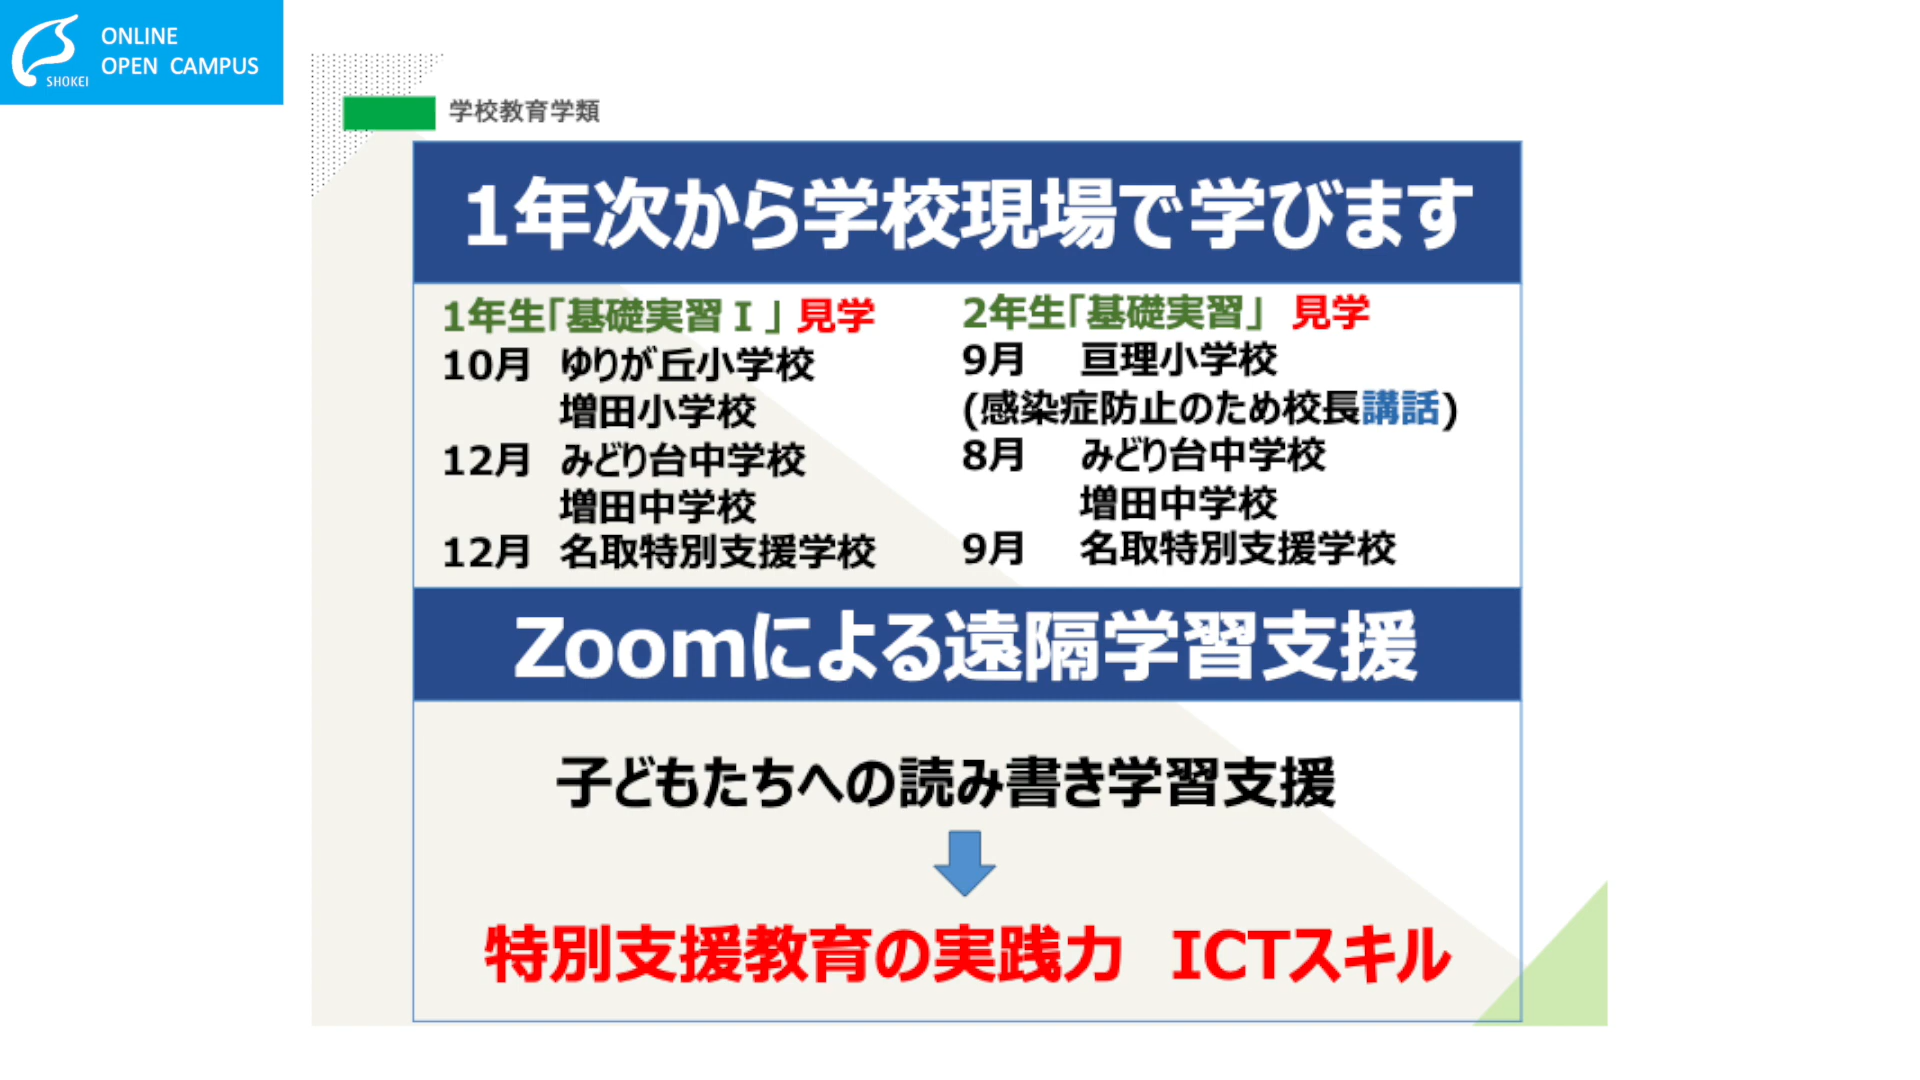 ONLINE
OPEN CAMPUS
SHOKEI
学校教育学類
1年次から学校現場で学びます
1年生「基礎実習Ⅰ」見学
10月 ゆりが丘小学校
増田小学校
12月 みどり台中学校
増田中学校
12月 名取特別支援学校
2年生「基礎実習」 見学
9月 亘理小学校
(感染症防止のため校長講話)
8月 みどり台中学校
増田中学校
9月 名取特別支援学校
Zoomによる遠隔学習支援
子どもたちへの読み書き学習支援
特別支援教育の実践力 ICTスキル